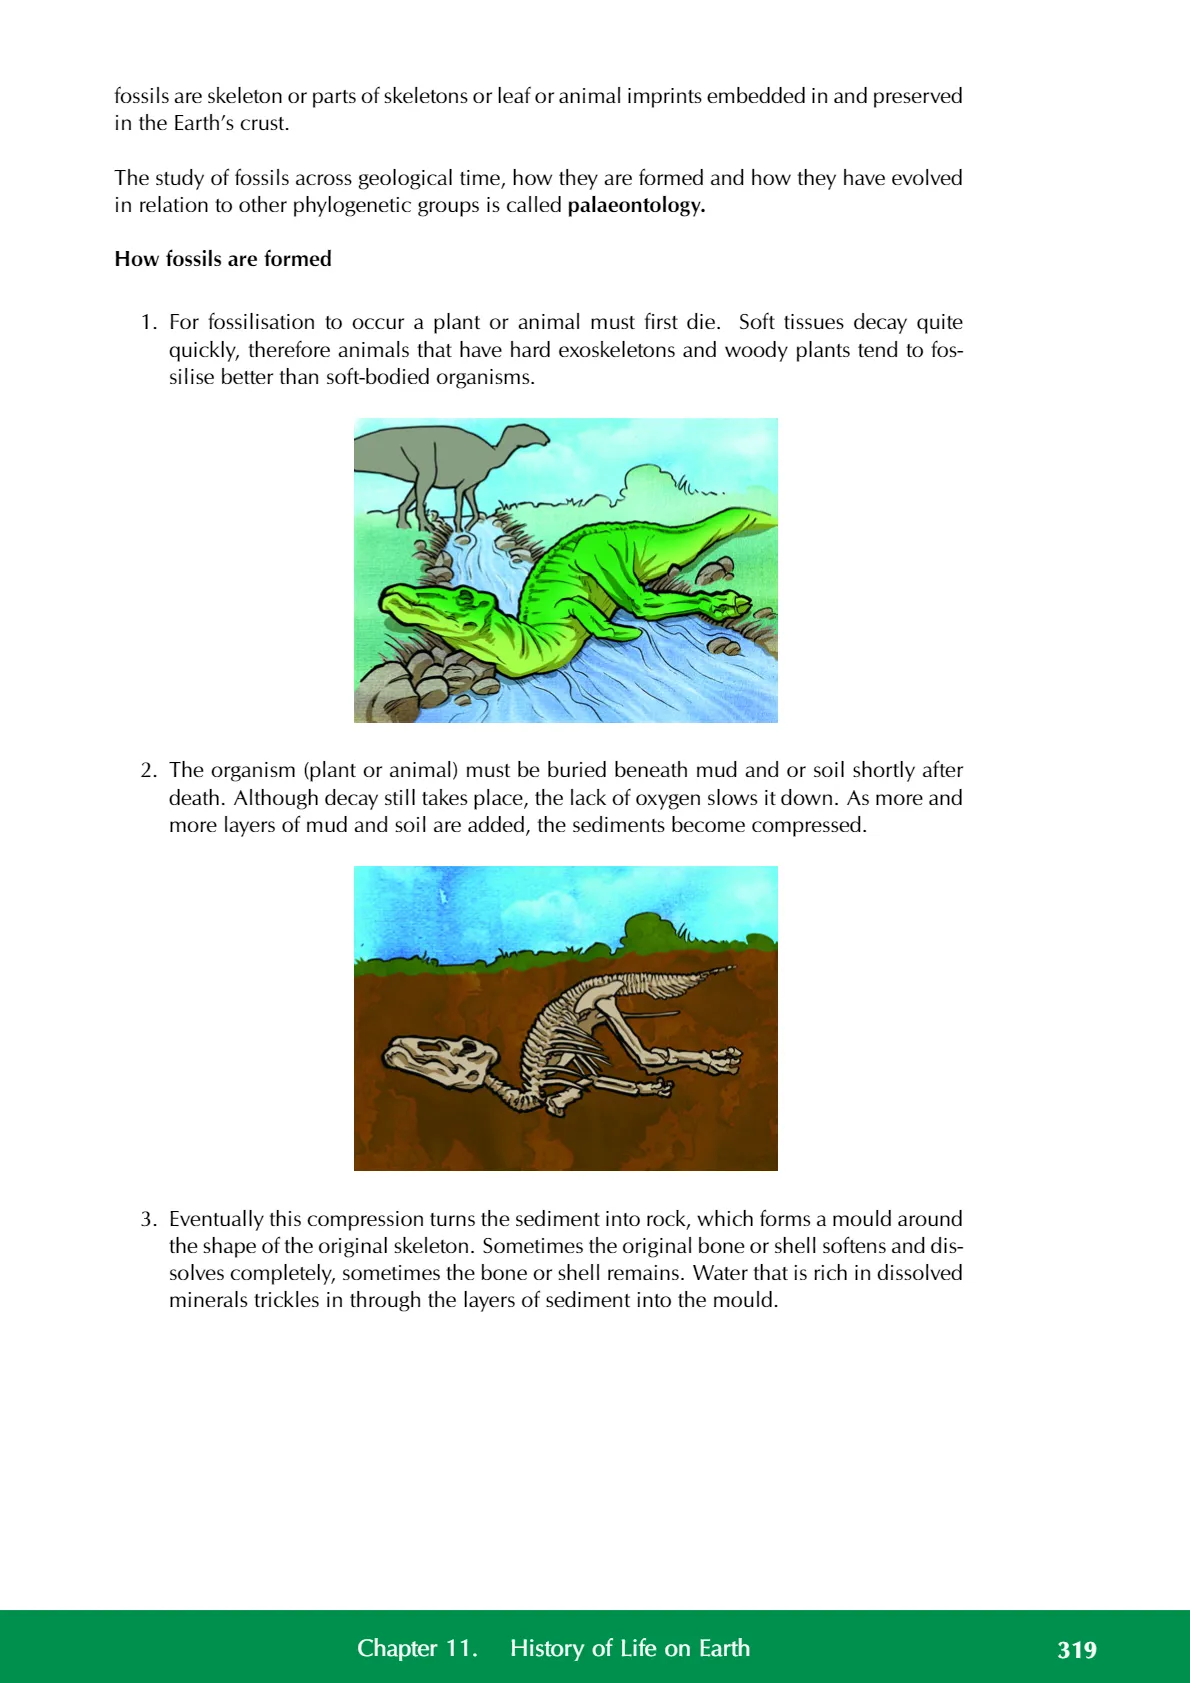 fossils are skeleton or parts of skeletons or leaf or animal imprints embedded in and preserved
in the Earth’s crust.
The study of fossils across geological time, how they are formed and how they have evolved
in relation to other phylogenetic groups is called palaeontology.
How fossils are formed
1. For fossilisation to occur a plant or animal must first die. Soft tissues decay quite
quickly, therefore animals that have hard exoskeletons and woody plants tend to fos-
silise better than soft-bodied organisms.
2. The organism (plant or animal) must be buried beneath mud and or soil shortly after
death. Although decay still takes place, the lack of oxygen slows it down. As more and
more layers of mud and soil are added, the sediments become compressed.
3. Eventually this compression turns the sediment into rock, which forms a mould around
the shape of the original skeleton. Sometimes the original bone or shell softens and dis-
solves completely, sometimes the bone or shell remains. Water that is rich in dissolved
minerals trickles in through the layers of sediment into the mould.
Chapter 11. History of Life on Earth 319